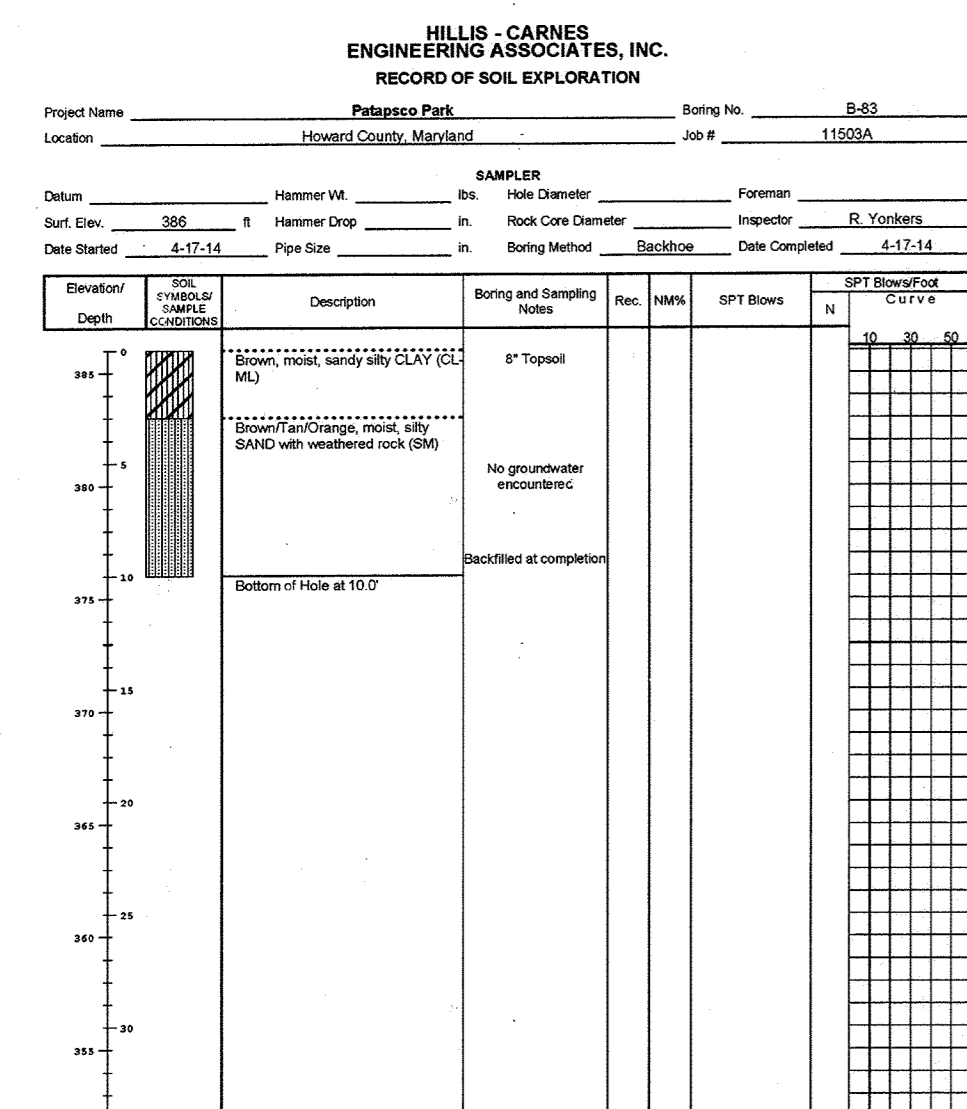 HILLIS - CARNES
ENGINEERING ASSOCIATES, INC.
RECORD OF SOIL EXPLORATION
Project Name Patapsco Park Boring No. B-83
Location Howard County, Maryland Job # 11503A
SAMPLER
Datum Hammer Wt. lbs. Hole Diameter Foreman
Surf. Elev. 386 ft Hammer Drop in. Rock Core Diameter Inspector R. Yonkers
Date Started 4-17-14 Pipe Size in. Boring Method Backhoe Date Completed 4-17-14
Elevation/
Depth
SOIL
SYMBOLS/
SAMPLE
CONDITIONS
Description
Boring and Sampling
Notes
Rec.
NM%
SPT Blows
SPT Blows/Foot
N
Curve
10 30 50
0
Brown, moist, sandy silty CLAY (CL-
ML)
8" Topsoil
385
Brown/Tan/Orange, moist, silty
SAND with weathered rock (SM)
5
No groundwater
encountered
380
Backfilled at completion
10
Bottom of Hole at 10.0'
375
15
370
20
365
25
360
30
355